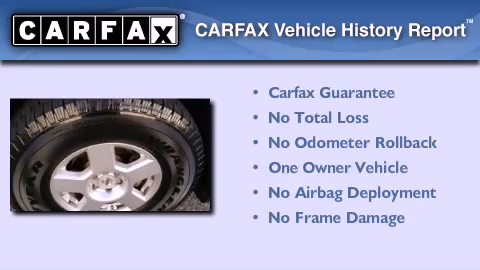 CARFAX® CARFAX Vehicle History Report™
• Carfax Guarantee
• No Total Loss
• No Odometer Rollback
• One Owner Vehicle
• No Airbag Deployment
• No Frame Damage